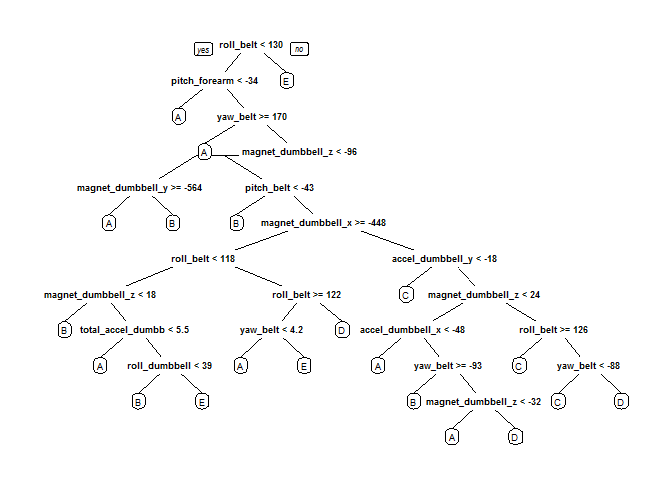 yes roll_belt < 130 no
pitch_forearm < -34 E
A yaw_belt >= 170
A magnet_dumbbell_z < -96
magnet_dumbbell_y >= -564 pitch_belt < -43
A B B magnet_dumbbell_x >= -448
roll_belt < 118 accel_dumbbell_y < -18
magnet_dumbbell_z < 18 roll_belt >= 122 C magnet_dumbbell_z < 24
B total_accel_dumbb < 5.5 yaw_belt < 4.2 D accel_dumbbell_x < -48 roll_belt >= 126
A roll_dumbbell < 39 A E A yaw_belt >= -93 C yaw_belt < -88
B E B magnet_dumbbell_z < -32 C D
A D